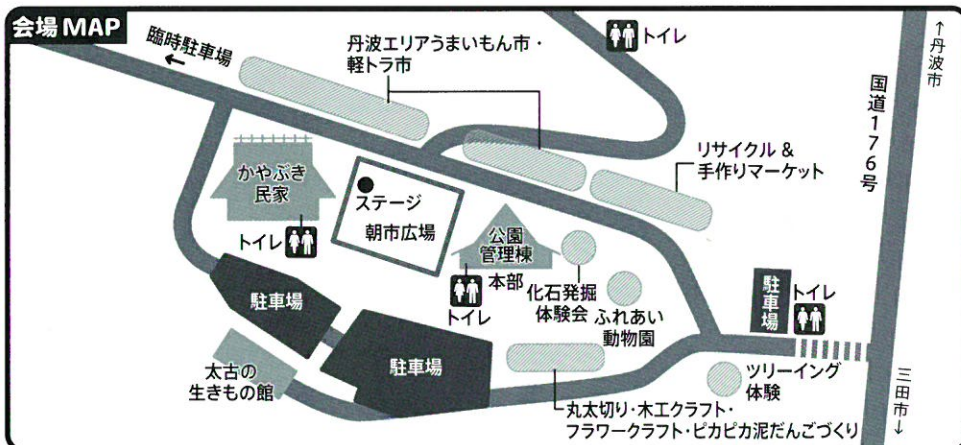 会場MAP
臨時駐車場
←
丹波エリアうまいもん市・
軽トラ市
トイレ
↑丹波市
国道176号
リサイクル &
手作りマーケット
かやぶき
民家
ステージ
朝市広場
トイレ
公園
管理棟
本部
トイレ
化石発掘
体験会
ふれあい
動物園
駐車場
トイレ
駐車場
駐車場
太古の
生きもの館
ツリーイング
体験
丸太切り・木工クラフト・
フラワークラフト・ピカピカ泥だんごづくり
三田市↓